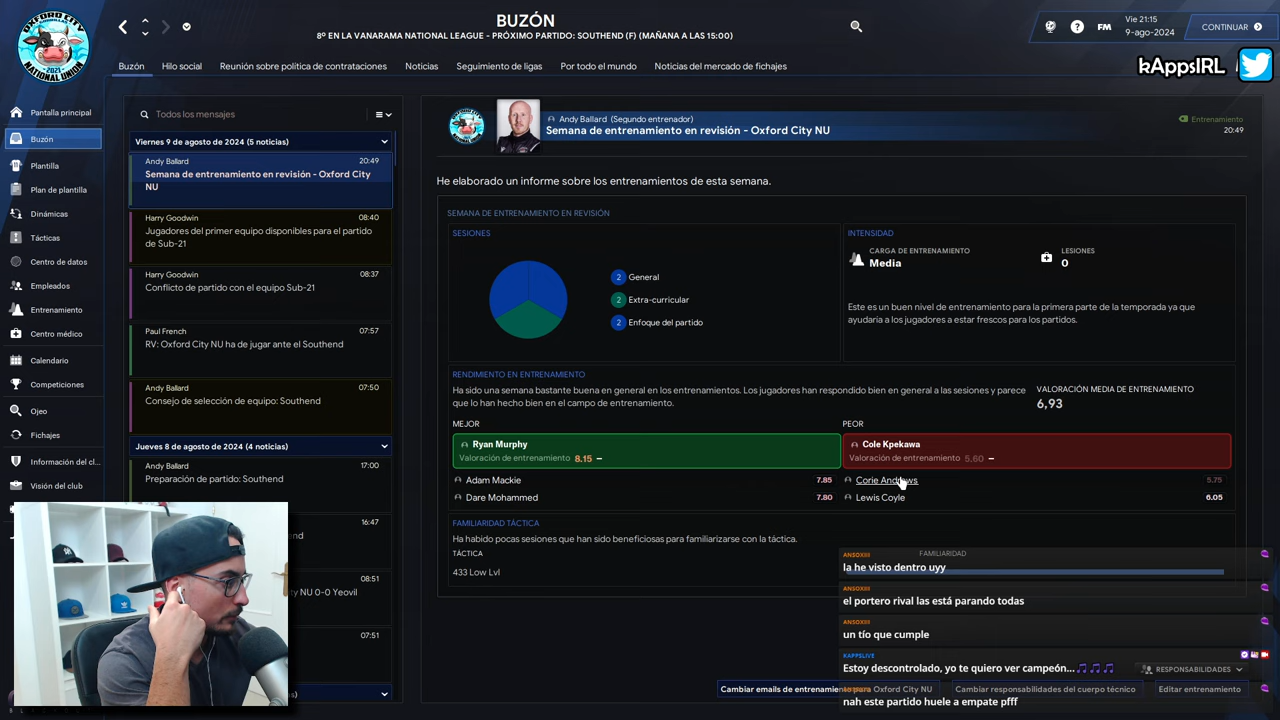 OXFORD CITY
2021
NATIONAL UNION
BUZÓN
8º EN LA VANARAMA NATIONAL LEAGUE - PRÓXIMO PARTIDO: SOUTHEND (F) (MAÑANA A LAS 15:00)
FM
Vie 21:15
9-ago-2024
CONTINUAR
Buzón
Hilo social
Reunión sobre política de contrataciones
Noticias
Seguimiento de ligas
Por todo el mundo
Noticias del mercado de fichajes
kAppsIRL
Pantalla principal
Buzón
Plantilla
Plan de plantilla
Dinámicas
Tácticas
Centro de datos
Empleados
Entrenamiento
Centro médico
Calendario
Competiciones
Ojeo
Fichajes
Información del cl...
Visión del club
Todos los mensajes
Viernes 9 de agosto de 2024 (5 noticias)
Andy Ballard 20:49
Semana de entrenamiento en revisión - Oxford City
NU
Harry Goodwin 08:40
Jugadores del primer equipo disponibles para el partido
de Sub-21
Harry Goodwin 08:37
Conflicto de partido con el equipo Sub-21
Paul French 07:57
RV: Oxford City NU ha de jugar ante el Southend
Andy Ballard 07:50
Consejo de selección de equipo: Southend
Jueves 8 de agosto de 2024 (4 noticias)
Andy Ballard 17:00
Preparación de partido: Southend
16:47
end
08:51
ty NU 0-0 Yeovil
07:51
Andy Ballard (Segundo entrenador)
Semana de entrenamiento en revisión - Oxford City NU
Entrenamiento
20:49
He elaborado un informe sobre los entrenamientos de esta semana.
SEMANA DE ENTRENAMIENTO EN REVISIÓN
SESIONES
2 General
2 Extra-curricular
2 Enfoque del partido
INTENSIDAD
CARGA DE ENTRENAMIENTO
Media
LESIONES
0
Este es un buen nivel de entrenamiento para la primera parte de la temporada ya que
ayudaría a los jugadores a estar frescos para los partidos.
RENDIMIENTO EN ENTRENAMIENTO
Ha sido una semana bastante buena en general en los entrenamientos. Los jugadores han respondido bien en general a las sesiones y parece
que lo han hecho bien en el campo de entrenamiento.
VALORACIÓN MEDIA DE ENTRENAMIENTO
6,93
MEJOR
Ryan Murphy
Valoración de entrenamiento 8.15 –
Adam Mackie 7.85
Dare Mohammed 7.80
PEOR
Cole Kpekawa
Valoración de entrenamiento 5.60 –
Corie Andrews 5.75
Lewis Coyle 6.05
FAMILIARIDAD TÁCTICA
Ha habido pocas sesiones que han sido beneficiosas para familiarizarse con la táctica.
TÁCTICA
FAMILIARIDAD
433 Low Lvl
ANSOXIII
la he visto dentro uyy
ANSOXIII
el portero rival las está parando todas
ANSOXIII
un tío que cumple
KAPPSLIVE
Estoy descontrolado, yo te quiero ver campeón...
RESPONSABILIDADES
Cambiar emails de entrenamiento para Oxford City NU
Cambiar responsabilidades del cuerpo técnico
Editar entrenamiento
nah este partido huele a empate pfff